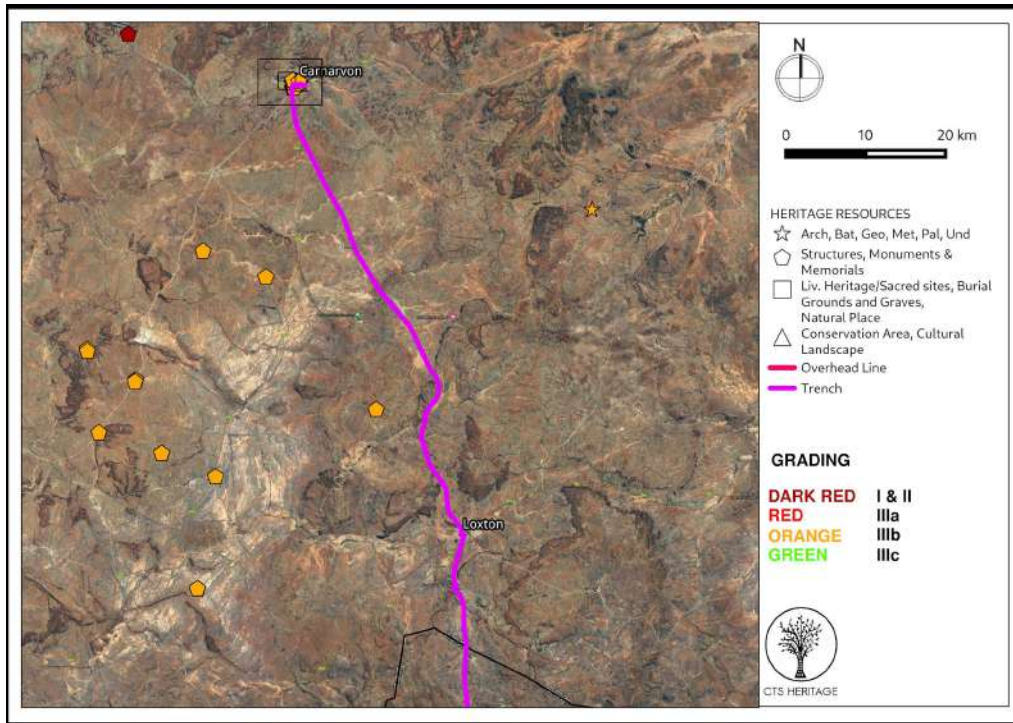 Carnarvon
Loxton
N
0 10 20 km
HERITAGE RESOURCES
Arch, Bat, Geo, Met, Pal, Und
Structures, Monuments &
Memorials
Liv. Heritage/Sacred sites, Burial
Grounds and Graves,
Natural Place
Conservation Area, Cultural
Landscape
Overhead Line
Trench
GRADING
DARK RED I & II
RED IIIa
ORANGE IIIb
GREEN IIIc
CTS HERITAGE